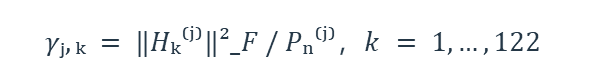 γⱼ,ₖ = ‖Hₖ⁽ʲ⁾‖²_F / Pₙ⁽ʲ⁾, k = 1,…,122